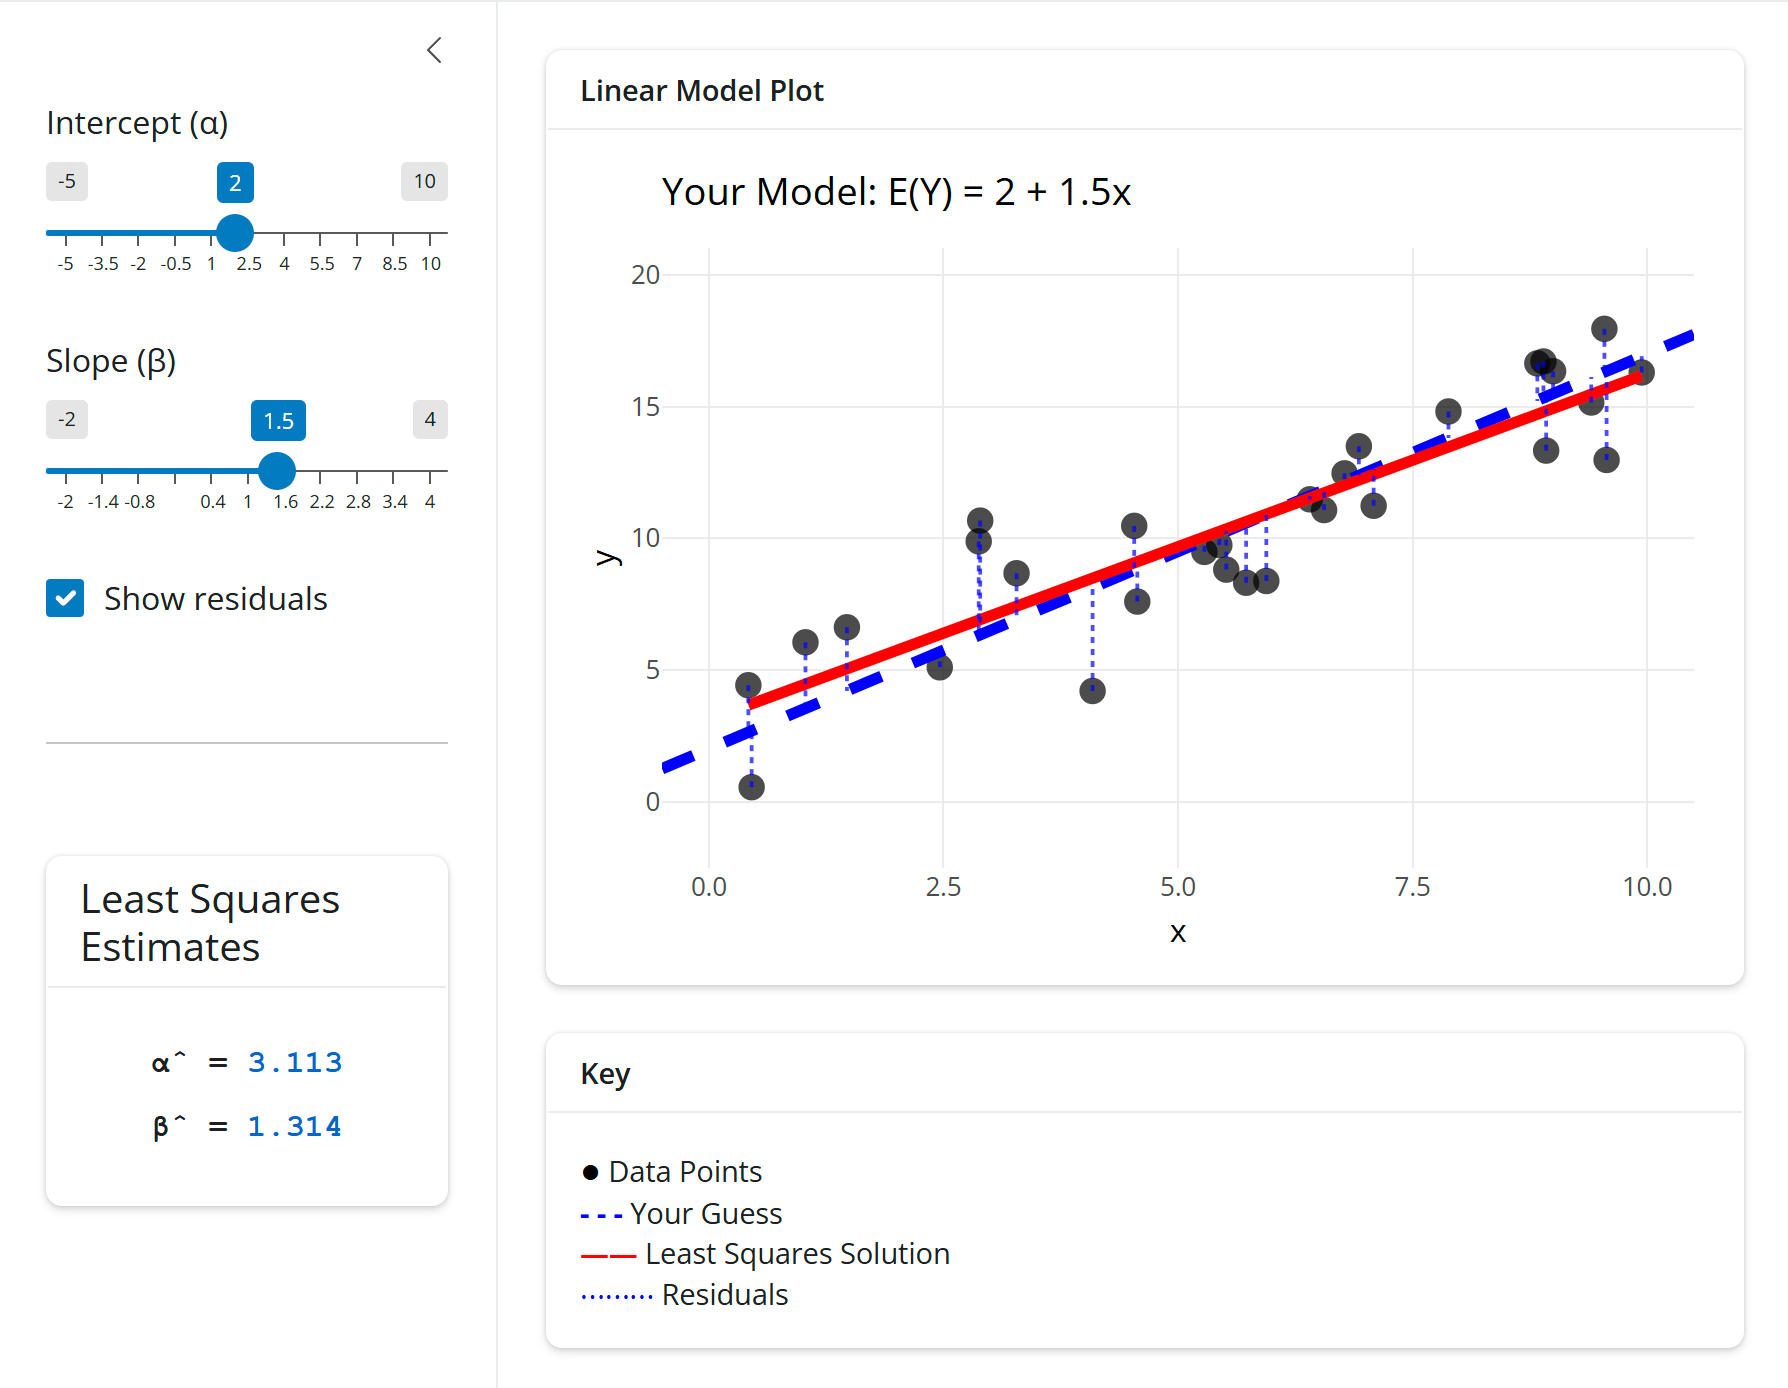 Intercept (α)
-5 2 10
-5 -3.5 -2 -0.5 1 2.5 4 5.5 7 8.5 10
Slope (β)
-2 1.5 4
-2 -1.4 -0.8 0.4 1 1.6 2.2 2.8 3.4 4
Show residuals
Least Squares
Estimates
α^ = 3.113
β^ = 1.314
Linear Model Plot
Your Model: E(Y) = 2 + 1.5x
20
15
10
5
0
y
0.0 2.5 5.0 7.5 10.0
x
Key
Data Points
Your Guess
Least Squares Solution
Residuals